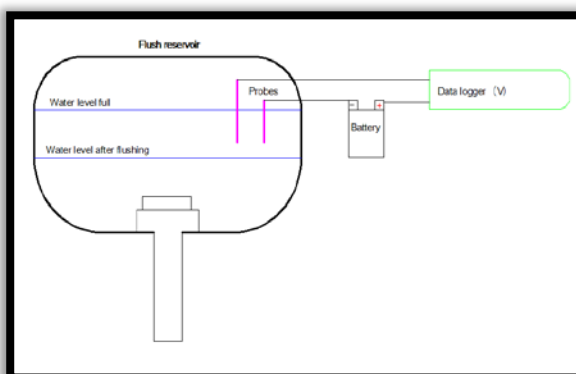 Flush reservoir
Water level full
Probes
Data logger (V)
- +
Battery
Water level after flushing